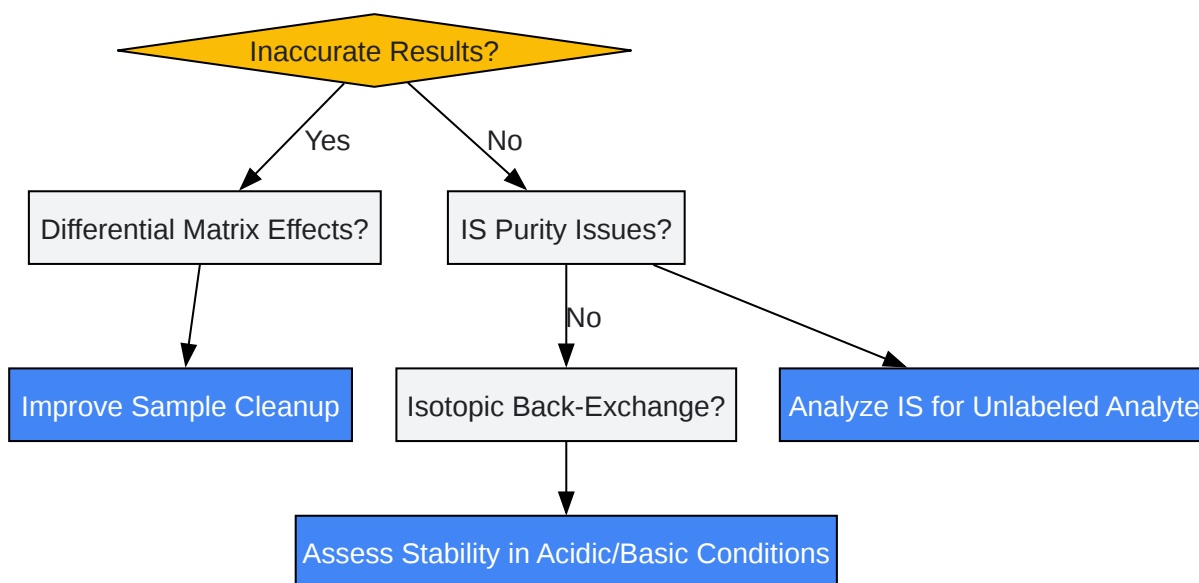 Inaccurate Results?
Yes
No
Differential Matrix Effects?
IS Purity Issues?
No
Improve Sample Cleanup
Isotopic Back-Exchange?
Analyze IS for Unlabeled Analyte
Assess Stability in Acidic/Basic Conditions